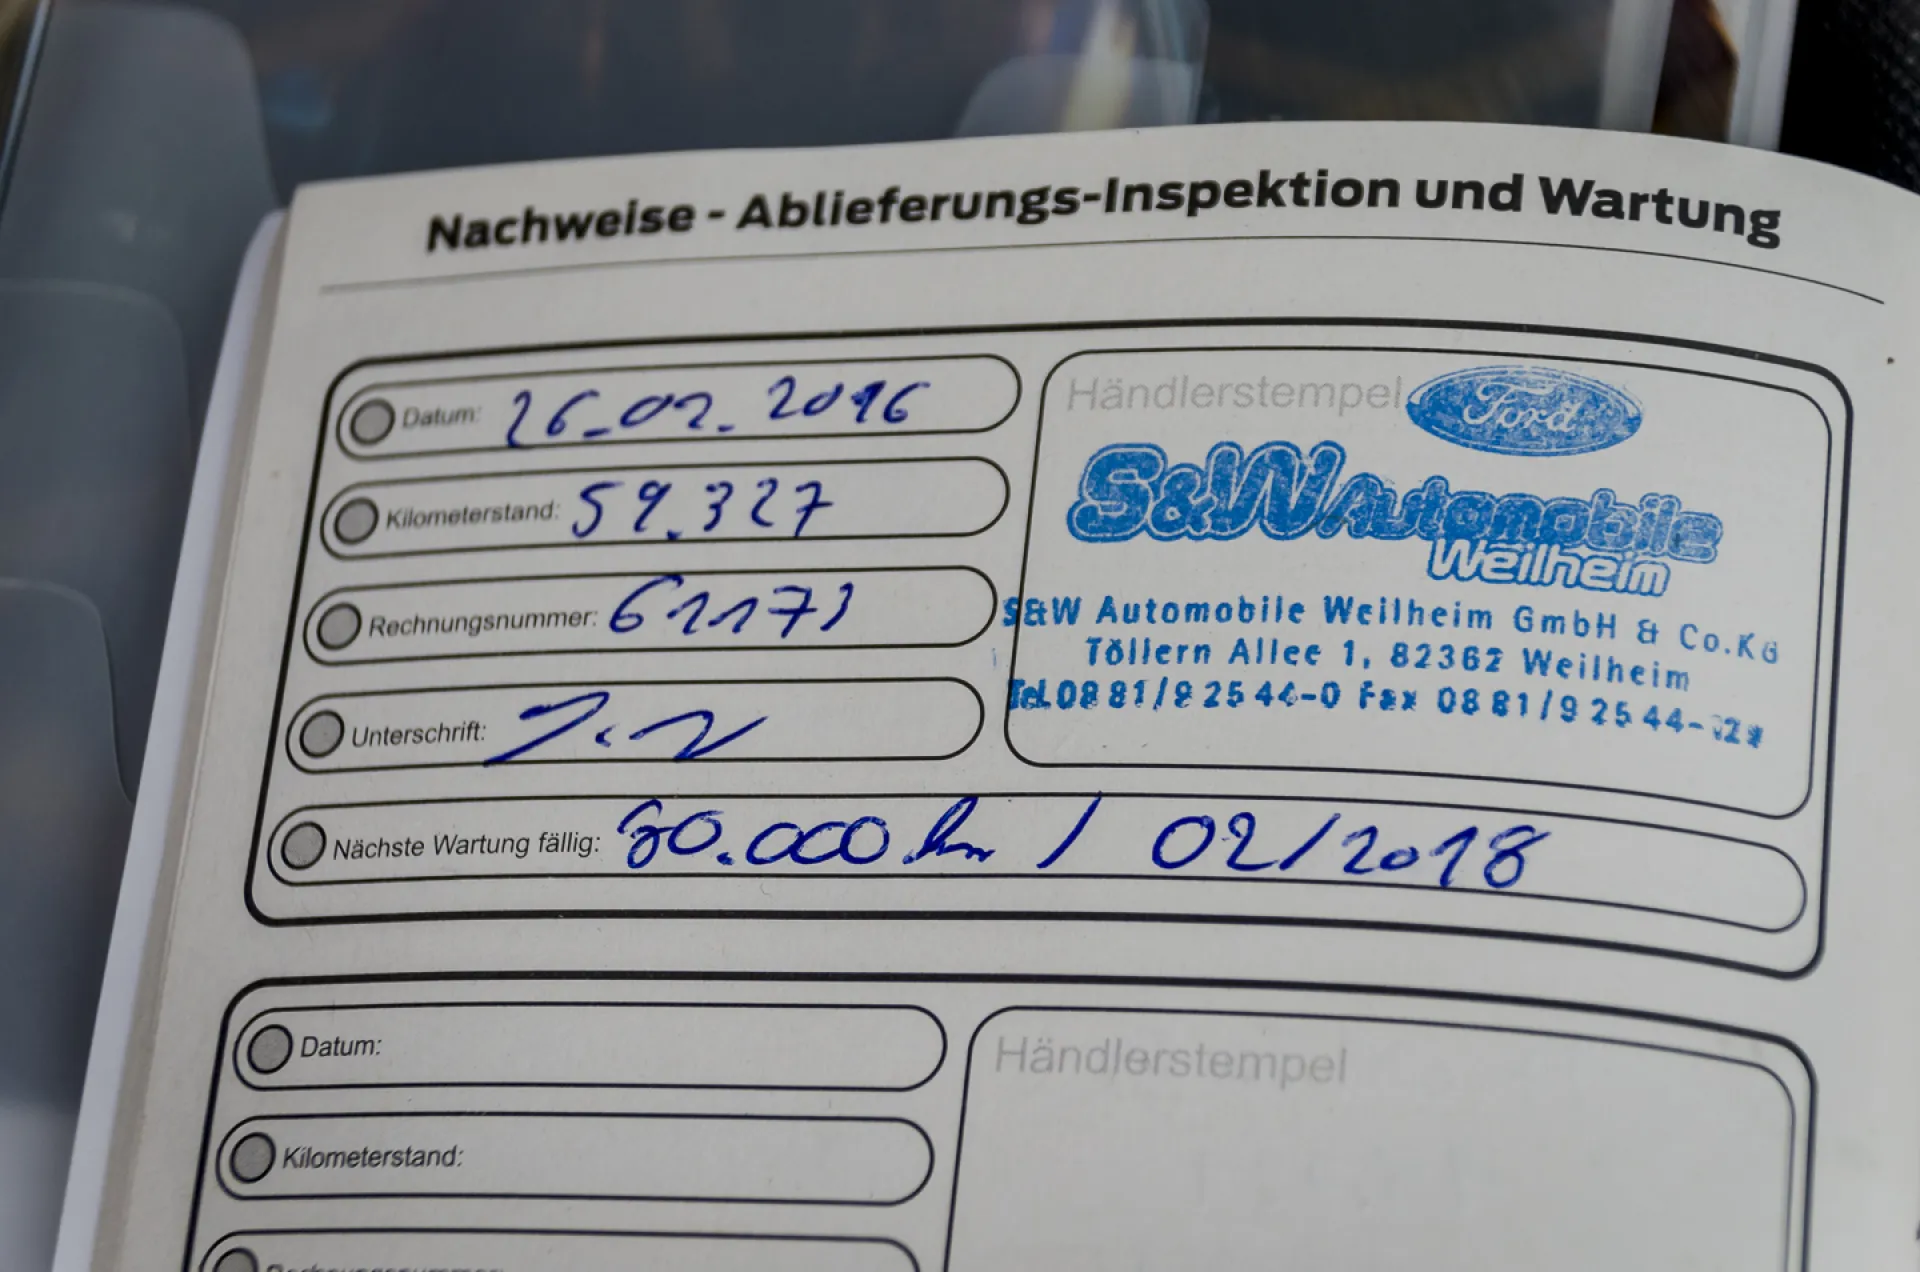 Nachweise - Ablieferungs-Inspektion und Wartung
Datum: 26.02.2016
Kilometerstand: 59.327
Rechnungsnummer: 61173
Unterschrift:
Nächste Wartung fällig: 80.000 km / 02/2018
Händlerstempel
Ford
S&W Automobile
Weilheim
S&W Automobile Weilheim GmbH & Co.KG
Töllern Allee 1, 82362 Weilheim
Tel.0881/92544-0 Fax 0881/92544-
Datum:
Kilometerstand:
Rechnungsnummer:
Händlerstempel